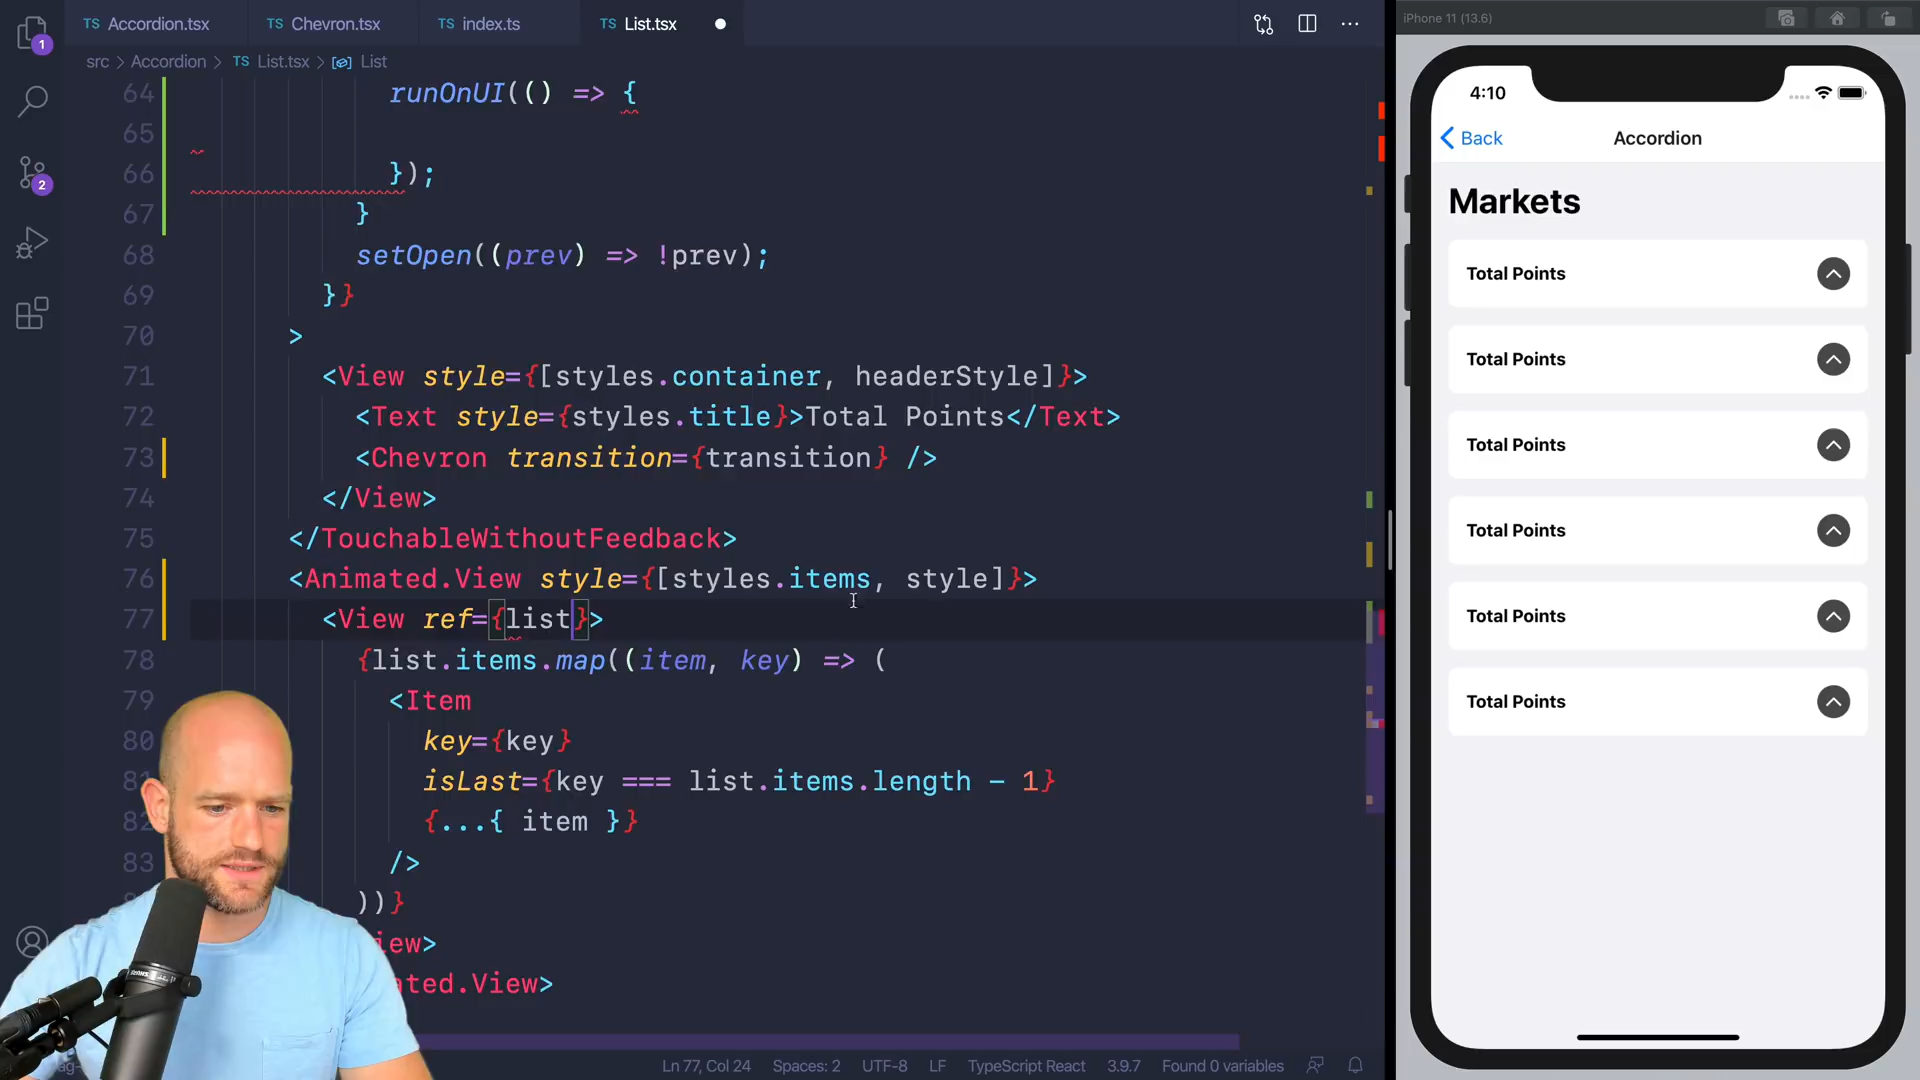 TS Accordion.tsx
TS Chevron.tsx
TS index.ts
TS List.tsx
iPhone 11 (13.6)
src > Accordion > TS List.tsx > List
64 runOnUI(() => {
65
66 });
67 }
68 setOpen((prev) => !prev);
69 }}
70 >
71 <View style={[styles.container, headerStyle]}>
72 <Text style={styles.title}>Total Points</Text>
73 <Chevron transition={transition} />
74 </View>
75 </TouchableWithoutFeedback>
76 <Animated.View style={[styles.items, style]}>
77 <View ref={list}>
78 {list.items.map((item, key) => (
79 <Item
80 key={key}
81 isLast={key === list.items.length - 1}
82 {...{ item }}
83 />
))}
iew>
ated.View>
1
2
Ln 77, Col 24
Spaces: 2
UTF-8
LF
TypeScript React
3.9.7
Found 0 variables
4:10
Back
Accordion
Markets
Total Points
Total Points
Total Points
Total Points
Total Points
Total Points